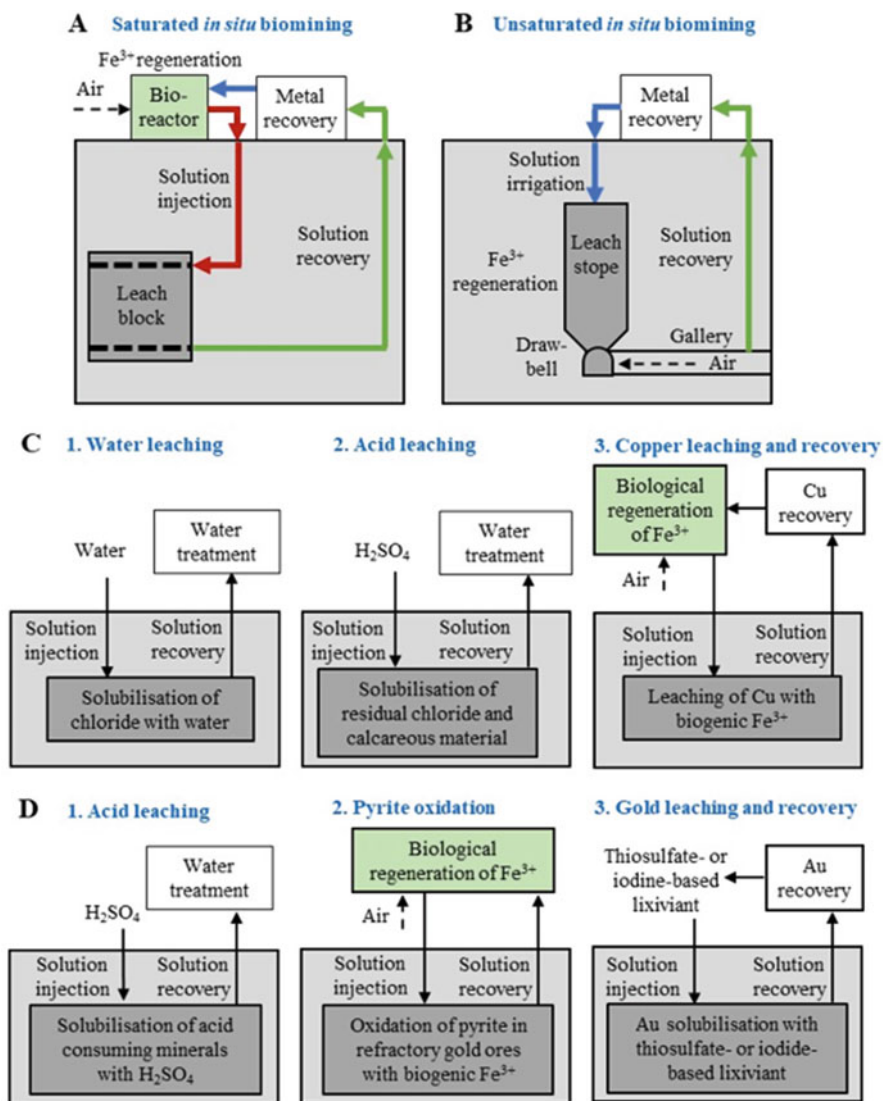 A Saturated in situ biomining
Fe³⁺ regeneration
Air
Bio-
reactor
Metal
recovery
Solution
injection
Solution
recovery
Leach
block
B Unsaturated in situ biomining
Metal
recovery
Solution
irrigation
Leach
stope
Solution
recovery
Fe³⁺
regeneration
Draw-
bell
Gallery
Air
C 1. Water leaching
Water
Water
treatment
Solution
injection
Solution
recovery
Solubilisation of
chloride with water
2. Acid leaching
H₂SO₄
Water
treatment
Solution
injection
Solution
recovery
Solubilisation of
residual chloride and
calcareous material
3. Copper leaching and recovery
Biological
regeneration
of Fe³⁺
Cu
recovery
Air
Solution
injection
Solution
recovery
Leaching of Cu with
biogenic Fe³⁺
D 1. Acid leaching
Water
treatment
H₂SO₄
Solution
injection
Solution
recovery
Solubilisation of acid
consuming minerals
with H₂SO₄
2. Pyrite oxidation
Biological
regeneration of Fe³⁺
Air
Solution
injection
Solution
recovery
Oxidation of pyrite in
refractory gold ores
with biogenic Fe³⁺
3. Gold leaching and recovery
Thiosulfate- or
iodine-based
lixiviant
Au
recovery
Solution
injection
Solution
recovery
Au solubilisation with
thiosulfate- or iodide-
based lixiviant